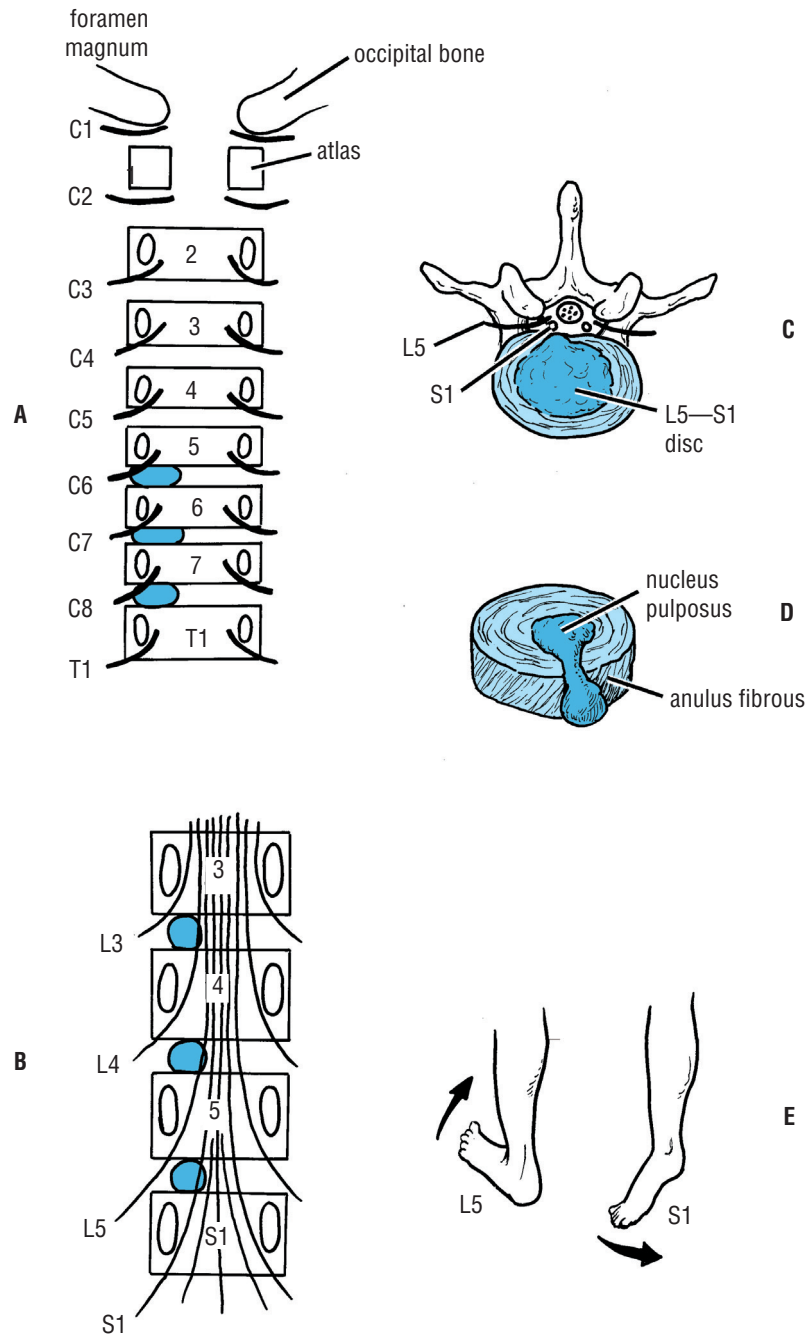 foramen
magnum
occipital bone
C1
atlas
1
C2
2
C3
3
C4
4
A
C5
5
C6
6
C7
7
C8
T1
T1
L5
C
S1
L5—S1
disc
nucleus
pulposus
D
anulus fibrous
3
L3
4
B
L4
5
L5
S1
S1
L5
S1
E